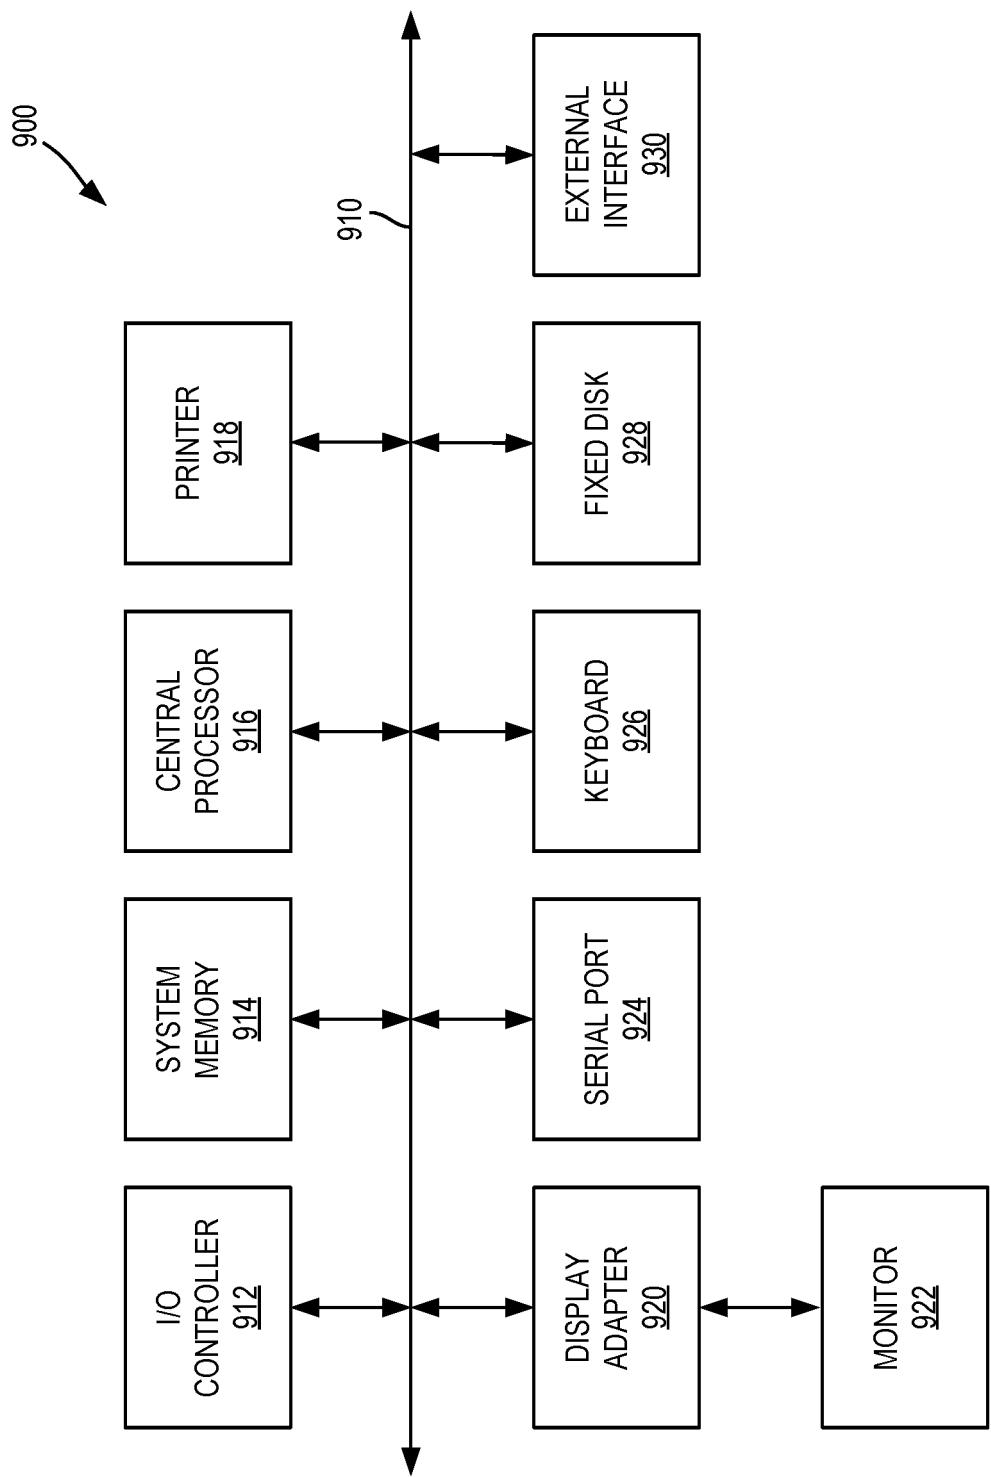 900
I/O
CONTROLLER
912
SYSTEM
MEMORY
914
CENTRAL
PROCESSOR
916
PRINTER
918
910
DISPLAY
ADAPTER
920
SERIAL PORT
924
KEYBOARD
926
FIXED DISK
928
EXTERNAL
INTERFACE
930
MONITOR
922